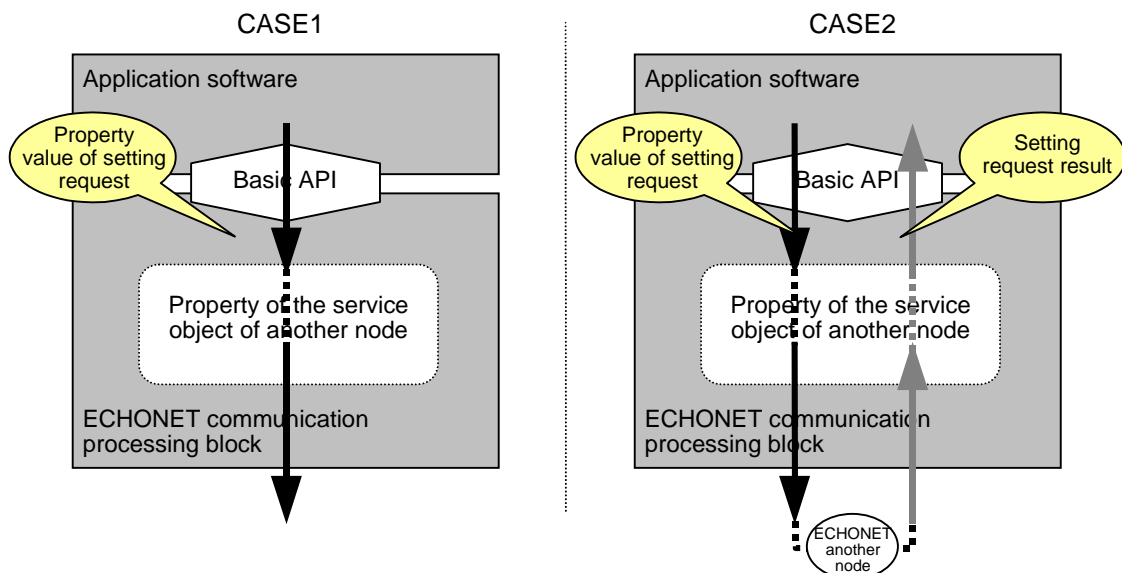 CASE1
Application software
Property
value of setting
request
Basic API
Property of the service
object of another node
ECHONET communication
processing block
CASE2
Application software
Property
value of setting
request
Basic API
Setting
request result
Property of the service
object of another node
ECHONET communication
processing block
ECHONET
another
node